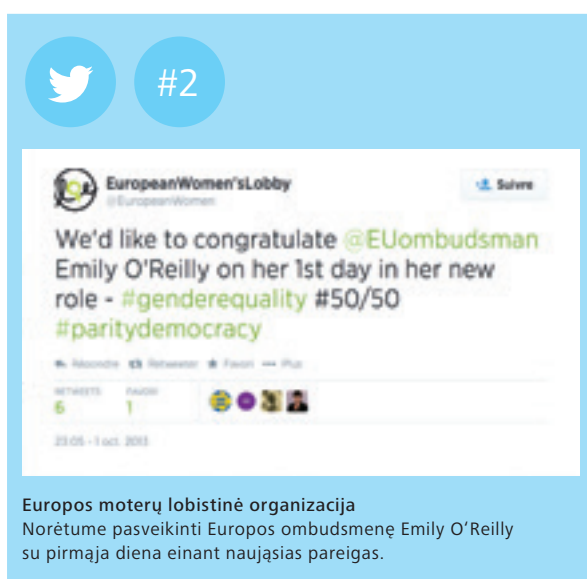 #2
EuropeanWomen'sLobby
@EuropeanWomen
Suivre
We'd like to congratulate @EUombudsman
Emily O'Reilly on her 1st day in her new
role - #genderequality #50/50
#paritydemocracy
Répondre Retweeter Favori ••• Plus
RETWEETS FAVORI
6 1
23:05 - 1 oct. 2013
Europos moterų lobistinė organizacija
Norėtume pasveikinti Europos ombudsmenę Emily O'Reilly
su pirmąja diena einant naująsias pareigas.